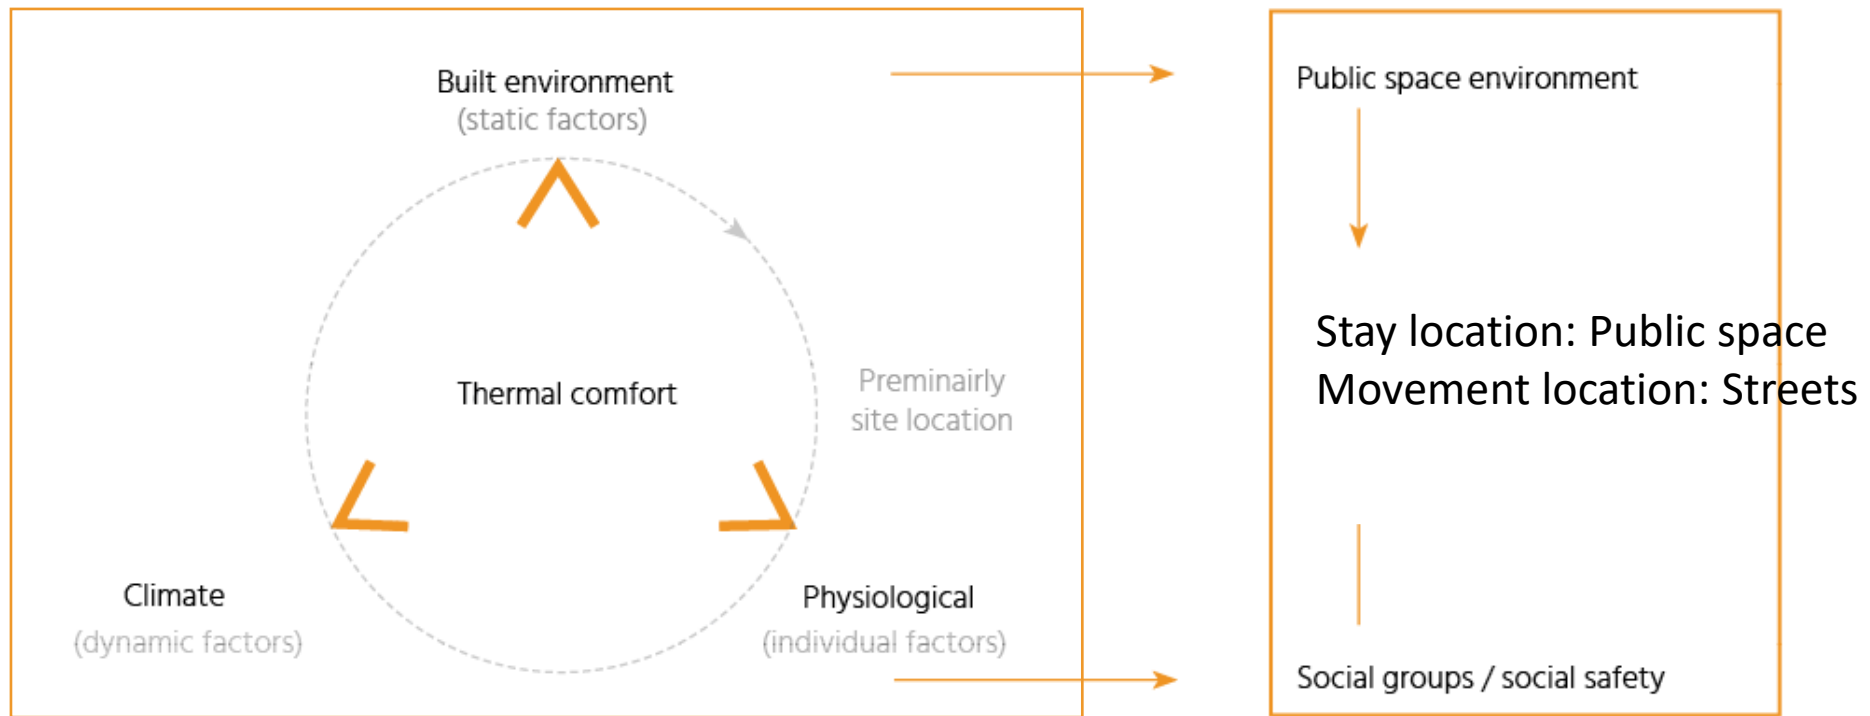 Built environment
(static factors)
Thermal comfort
Preminairly
site location
Climate
(dynamic factors)
Physiological
(individual factors)
Public space environment
Stay location: Public space
Movement location: Streets
Social groups / social safety